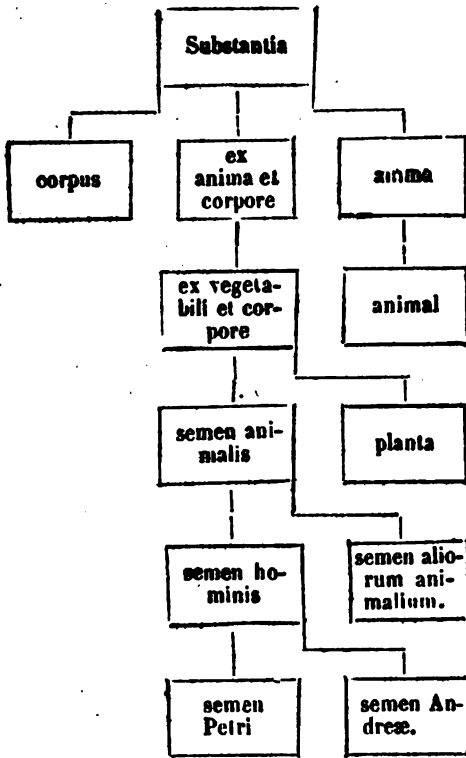 Substantia
corpus
ex
anima et
corpore
anima
ex vegeta-
bili et cor-
pore
animal
semen ani-
malis
planta
semen ho-
minis
semen alio-
rum ani-
malium.
semen
Petri
semen An-
dreæ.